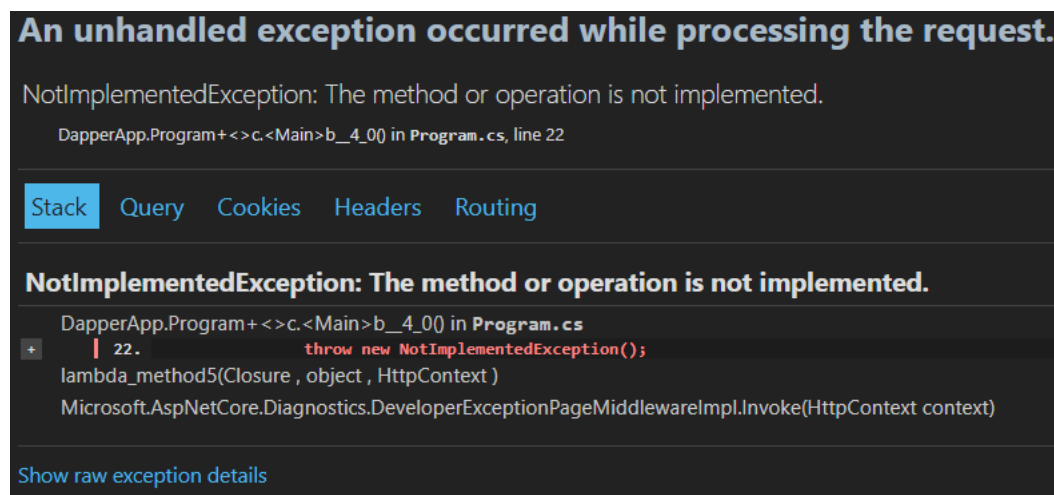 An unhandled exception occurred while processing the request.
NotImplementedException: The method or operation is not implemented.
DapperApp.Program+<>c.<Main>b__4_0() in Program.cs, line 22
Stack Query Cookies Headers Routing
NotImplementedException: The method or operation is not implemented.
DapperApp.Program+<>c.<Main>b__4_0() in Program.cs
+ 22. throw new NotImplementedException();
lambda_method5(Closure , object , HttpContext )
Microsoft.AspNetCore.Diagnostics.DeveloperExceptionPageMiddlewareImpl.Invoke(HttpContext context)
Show raw exception details